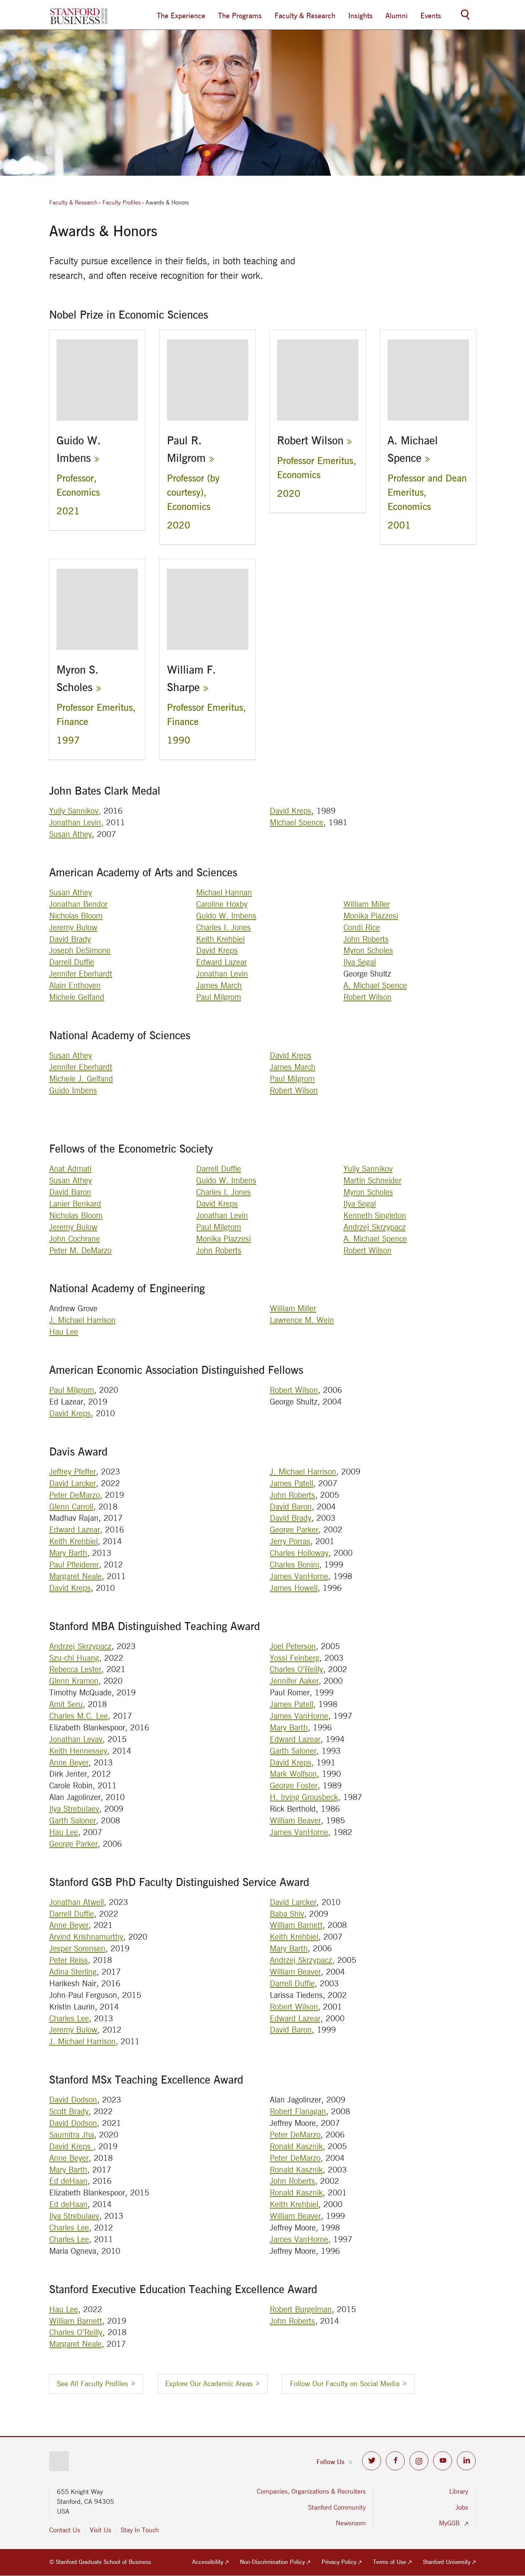 STANFORD
BUSINESS
The Experience The Programs Faculty & Research Insights Alumni Events
Faculty & Research › Faculty Profiles › Awards & Honors
Awards & Honors
Faculty pursue excellence in their fields, in both teaching and
research, and often receive recognition for their work.
Nobel Prize in Economic Sciences
Guido W.
Imbens »
Professor,
Economics
2021
Paul R.
Milgrom »
Professor (by
courtesy),
Economics
2020
Robert Wilson »
Professor Emeritus,
Economics
2020
A. Michael
Spence »
Professor and Dean
Emeritus,
Economics
2001
Myron S.
Scholes »
Professor Emeritus,
Finance
1997
William F.
Sharpe »
Professor Emeritus,
Finance
1990
John Bates Clark Medal
Yuliy Sannikov, 2016
Jonathan Levin, 2011
Susan Athey, 2007
David Kreps, 1989
Michael Spence, 1981
American Academy of Arts and Sciences
Susan Athey
Jonathan Bendor
Nicholas Bloom
Jeremy Bulow
David Brady
Joseph DeSimone
Darrell Duffie
Jennifer Eberhardt
Alain Enthoven
Michele Gelfand
Michael Hannan
Caroline Hoxby
Guido W. Imbens
Charles I. Jones
Keith Krehbiel
David Kreps
Edward Lazear
Jonathan Levin
James March
Paul Milgrom
William Miller
Monika Piazzesi
Condi Rice
John Roberts
Myron Scholes
Ilya Segal
George Shultz
A. Michael Spence
Robert Wilson
National Academy of Sciences
Susan Athey
Jennifer Eberhardt
Michele J. Gelfand
Guido Imbens
David Kreps
James March
Paul Milgrom
Robert Wilson
Fellows of the Econometric Society
Anat Admati
Susan Athey
David Baron
Lanier Benkard
Nicholas Bloom
Jeremy Bulow
John Cochrane
Peter M. DeMarzo
Darrell Duffie
Guido W. Imbens
Charles I. Jones
David Kreps
Jonathan Levin
Paul Milgrom
Monika Piazzesi
John Roberts
Yuliy Sannikov
Martin Schneider
Myron Scholes
Ilya Segal
Kenneth Singleton
Andrzej Skrzypacz
A. Michael Spence
Robert Wilson
National Academy of Engineering
Andrew Grove
J. Michael Harrison
Hau Lee
William Miller
Lawrence M. Wein
American Economic Association Distinguished Fellows
Paul Milgrom, 2020
Ed Lazear, 2019
David Kreps, 2010
Robert Wilson, 2006
George Shultz, 2004
Davis Award
Jeffrey Pfeffer, 2023
David Larcker, 2022
Peter DeMarzo, 2019
Glenn Carroll, 2018
Madhav Rajan, 2017
Edward Lazear, 2016
Keith Krehbiel, 2014
Mary Barth, 2013
Paul Pfleiderer, 2012
Margaret Neale, 2011
David Kreps, 2010
J. Michael Harrison, 2009
James Patell, 2007
John Roberts, 2005
David Baron, 2004
David Brady, 2003
George Parker, 2002
Jerry Porras, 2001
Charles Holloway, 2000
Charles Bonini, 1999
James VanHorne, 1998
James Howell, 1996
Stanford MBA Distinguished Teaching Award
Andrzej Skrzypacz, 2023
Szu-chi Huang, 2022
Rebecca Lester, 2021
Glenn Kramon, 2020
Timothy McQuade, 2019
Amit Seru, 2018
Charles M.C. Lee, 2017
Elizabeth Blankespoor, 2016
Jonathan Levav, 2015
Keith Hennessey, 2014
Anne Beyer, 2013
Dirk Jenter, 2012
Carole Robin, 2011
Alan Jagolinzer, 2010
Ilya Strebulaev, 2009
Garth Saloner, 2008
Hau Lee, 2007
George Parker, 2006
Joel Peterson, 2005
Yossi Feinberg, 2003
Charles O'Reilly, 2002
Jennifer Aaker, 2000
Paul Romer, 1999
James Patell, 1998
James VanHorne, 1997
Mary Barth, 1996
Edward Lazear, 1994
Garth Saloner, 1993
David Kreps, 1991
Mark Wolfson, 1990
George Foster, 1989
H. Irving Grousbeck, 1987
Rick Berthold, 1986
William Beaver, 1985
James VanHorne, 1982
Stanford GSB PhD Faculty Distinguished Service Award
Jonathan Atwell, 2023
Darrell Duffie, 2022
Anne Beyer, 2021
Arvind Krishnamurthy, 2020
Jesper Sorensen, 2019
Peter Reiss, 2018
Adina Sterling, 2017
Harikesh Nair, 2016
John-Paul Ferguson, 2015
Kristin Laurin, 2014
Charles Lee, 2013
Jeremy Bulow, 2012
J. Michael Harrison, 2011
David Larcker, 2010
Baba Shiv, 2009
William Barnett, 2008
Keith Krehbiel, 2007
Mary Barth, 2006
Andrzej Skrzypacz, 2005
William Beaver, 2004
Darrell Duffie, 2003
Larissa Tiedens, 2002
Robert Wilson, 2001
Edward Lazear, 2000
David Baron, 1999
Stanford MSx Teaching Excellence Award
David Dodson, 2023
Scott Brady, 2022
David Dodson, 2021
Saumitra Jha, 2020
David Kreps , 2019
Anne Beyer, 2018
Mary Barth, 2017
Ed deHaan, 2016
Elizabeth Blankespoor, 2015
Ed deHaan, 2014
Ilya Strebulaev, 2013
Charles Lee, 2012
Charles Lee, 2011
Maria Ogneva, 2010
Alan Jagolinzer, 2009
Robert Flanagan, 2008
Jeffrey Moore, 2007
Peter DeMarzo, 2006
Ronald Kasznik, 2005
Peter DeMarzo, 2004
Ronald Kasznik, 2003
John Roberts, 2002
Ronald Kasznik, 2001
Keith Krehbiel, 2000
William Beaver, 1999
Jeffrey Moore, 1998
James VanHorne, 1997
Jeffrey Moore, 1996
Stanford Executive Education Teaching Excellence Award
Hau Lee, 2022
William Barnett, 2019
Charles O'Reilly, 2018
Margaret Neale, 2017
Robert Burgelman, 2015
John Roberts, 2014
See All Faculty Profiles » Explore Our Academic Areas » Follow Our Faculty on Social Media »
Follow Us »
655 Knight Way
Stanford, CA 94305
USA
Contact Us Visit Us Stay In Touch
Companies, Organizations & Recruiters
Stanford Community
Newsroom
Library
Jobs
MyGSB
© Stanford Graduate School of Business Accessibility Non-Discrimination Policy Privacy Policy Terms of Use Stanford University